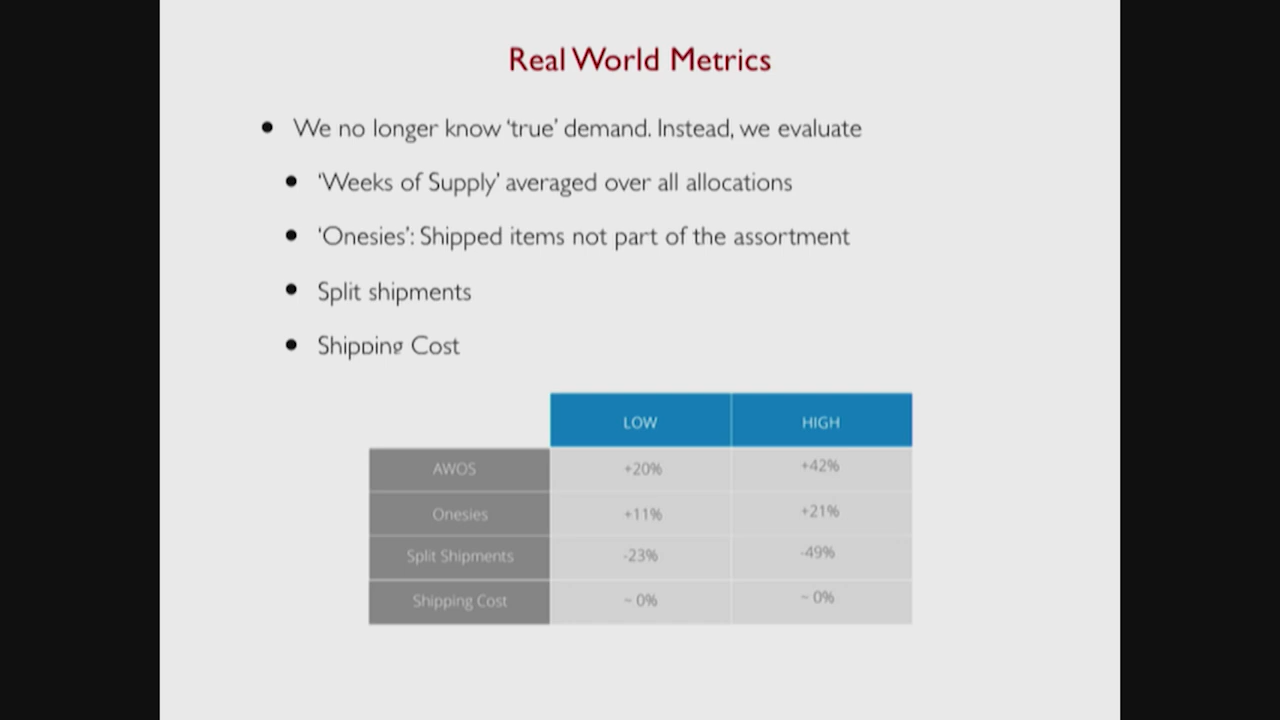 Real World Metrics
• We no longer know 'true' demand. Instead, we evaluate
• 'Weeks of Supply' averaged over all allocations
• 'Onesies': Shipped items not part of the assortment
• Split shipments
• Shipping Cost
LOW HIGH
AWOS +20% +42%
Onesies +11% +21%
Split Shipments -23% -49%
Shipping Cost ~ 0% ~ 0%